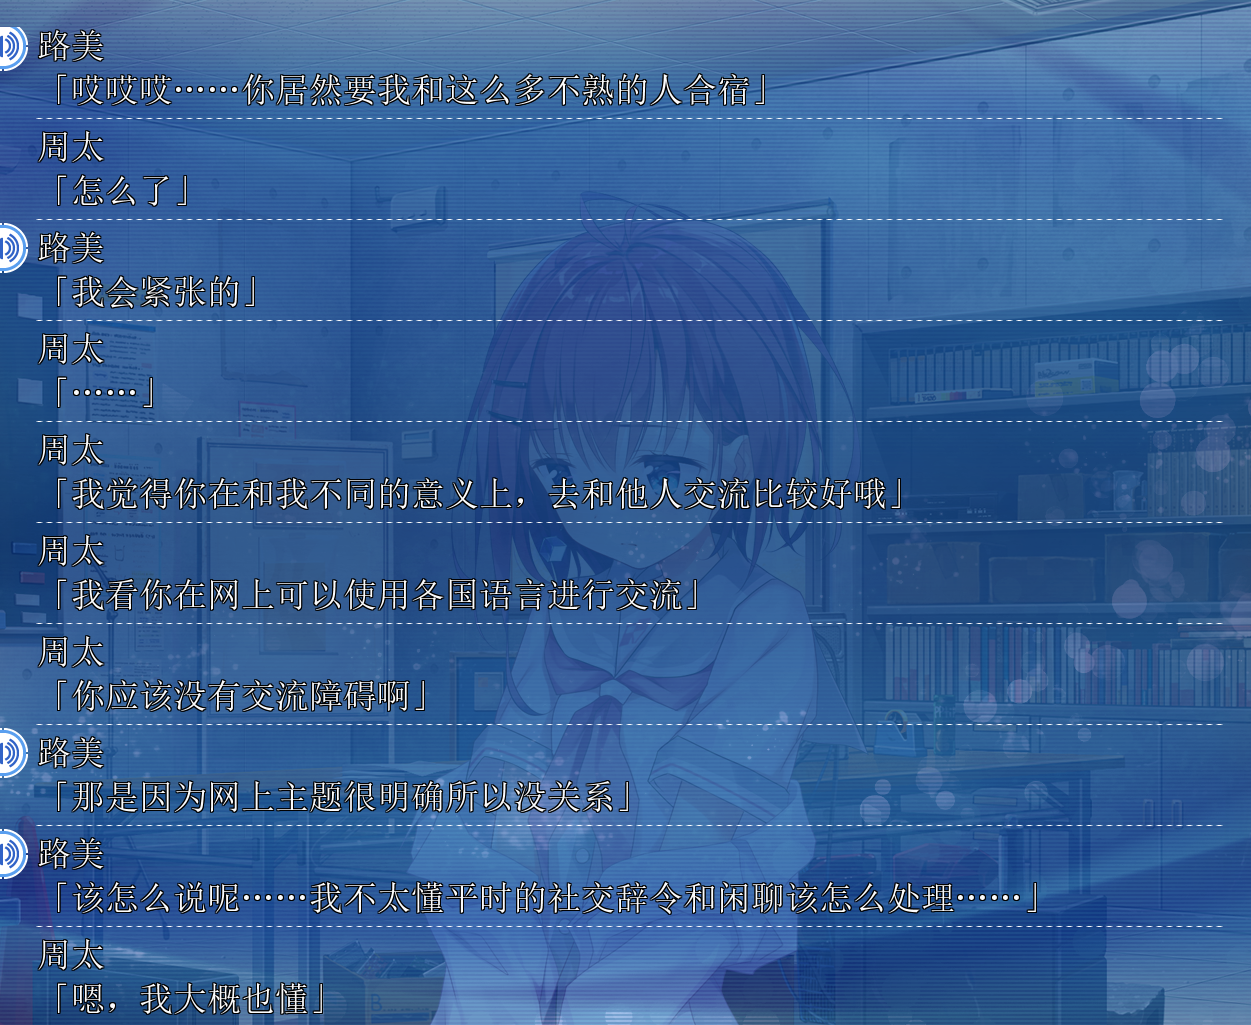 路美
「哎哎哎……你居然要我和这么多不熟的人合宿」
周太
「怎么了」
路美
「我会紧张的」
周太
「……」
周太
「我觉得你在和我不同的意义上，去和他人交流比较好哦」
周太
「我看你在网上可以使用各国语言进行交流」
周太
「你应该没有交流障碍啊」
路美
「那是因为网上主题很明确所以没关系」
路美
「该怎么说呢……我不太懂平时的社交辞令和闲聊该怎么处理……」
周太
「嗯，我大概也懂」